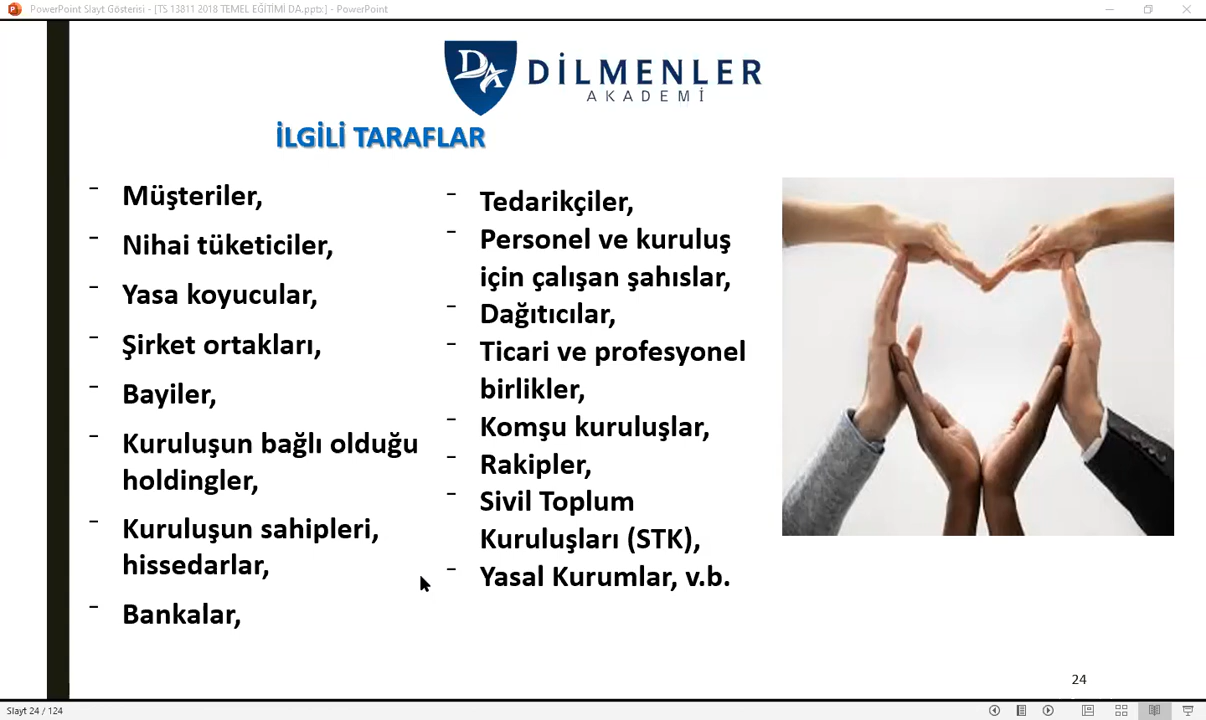 PowerPoint Slayt Gösterisi - [TS 13811 2018 TEMEL EĞİTİMİ DA.pptx] - PowerPoint
DA
DİLMENLER
AKADEMİ
İLGİLİ TARAFLAR
- Müşteriler,
- Nihai tüketiciler,
- Yasa koyucular,
- Şirket ortakları,
- Bayiler,
- Kuruluşun bağlı olduğu
holdingler,
- Kuruluşun sahipleri,
hissedarlar,
- Bankalar,
- Tedarikçiler,
- Personel ve kuruluş
için çalışan şahıslar,
- Dağıtıcılar,
- Ticari ve profesyonel
birlikler,
- Komşu kuruluşlar,
- Rakipler,
- Sivil Toplum
Kuruluşları (STK),
- Yasal Kurumlar, v.b.
24
Slayt 24 / 124